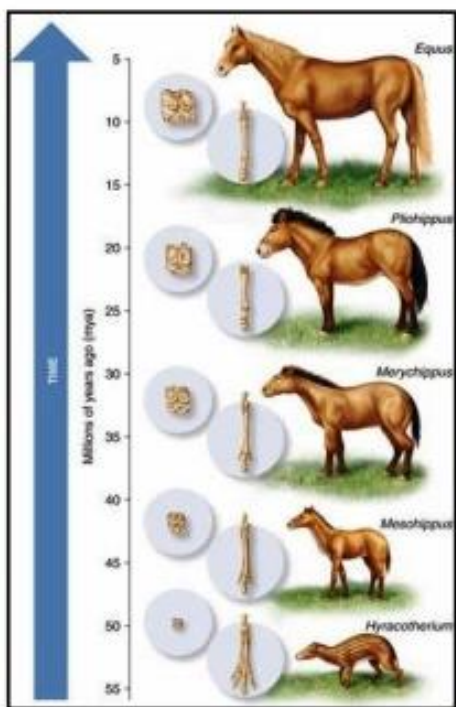 TIME
Millions of years ago (mya)
5
10
15
20
25
30
35
40
45
50
55
Equus
Pliohippus
Merychippus
Mesohippus
Hyracotherium